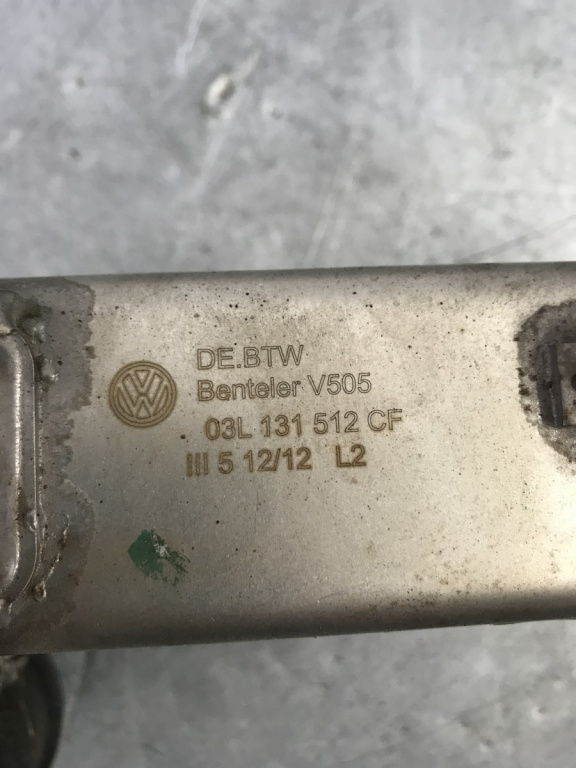 DE.BTW
Benteler V505
03L 131 512 CF
III 5 12/12 L2